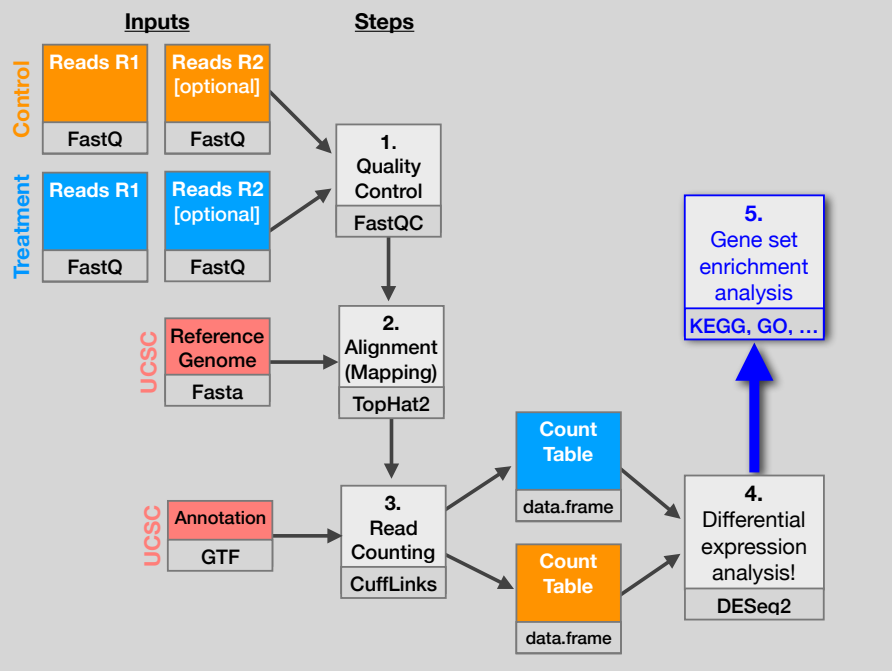 Inputs
Steps
Control
Reads R1
FastQ
Reads R2
[optional]
FastQ
Treatment
Reads R1
FastQ
Reads R2
[optional]
FastQ
1.
Quality
Control
FastQC
UCSC
Reference
Genome
Fasta
2.
Alignment
(Mapping)
TopHat2
UCSC
Annotation
GTF
3.
Read
Counting
CuffLinks
Count
Table
data.frame
Count
Table
data.frame
4.
Differential
expression
analysis!
DESeq2
5.
Gene set
enrichment
analysis
KEGG, GO, …